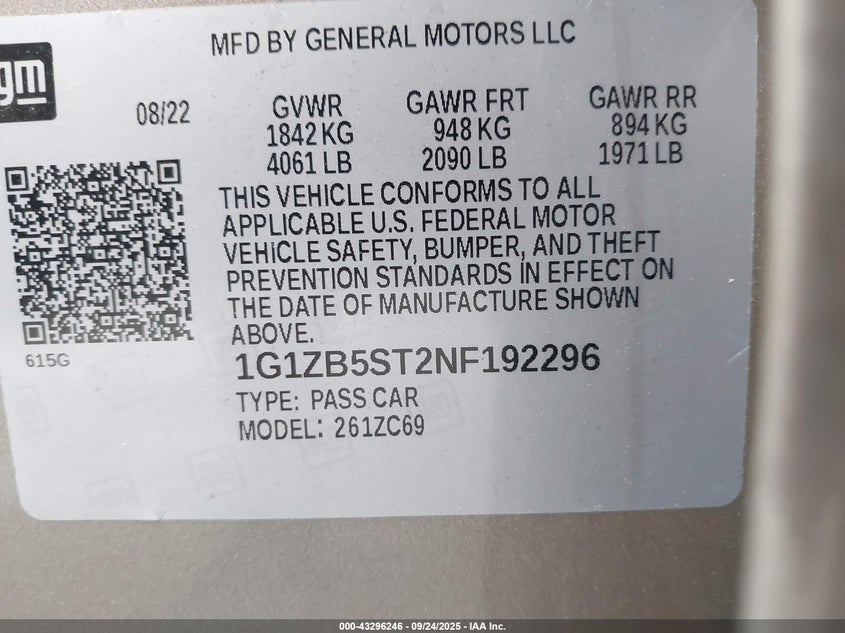 MFD BY GENERAL MOTORS LLC
gm
08/22
GVWR
1842 KG
4061 LB
GAWR FRT
948 KG
2090 LB
GAWR RR
894 KG
1971 LB
THIS VEHICLE CONFORMS TO ALL
APPLICABLE U.S. FEDERAL MOTOR
VEHICLE SAFETY, BUMPER, AND THEFT
PREVENTION STANDARDS IN EFFECT ON
THE DATE OF MANUFACTURE SHOWN
ABOVE.
615G
1G1ZB5ST2NF192296
TYPE: PASS CAR
MODEL: 261ZC69
000-43296246 - 09/24/2025 - IAA Inc.